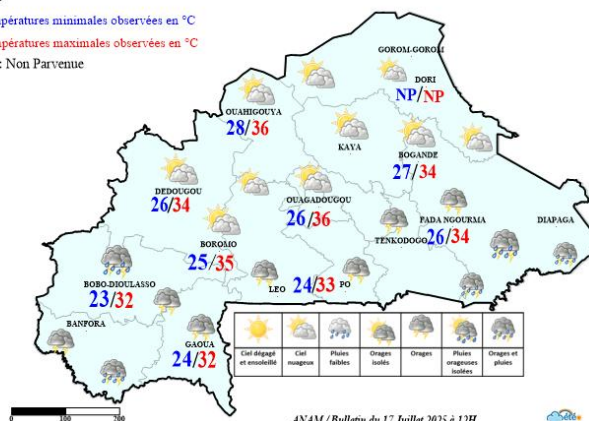 pératures minimales observées en °C
pératures maximales observées en °C
: Non Parvenue
GOROM-GOROM
DORI
NP/NP
OUAHIGOUYA
28/36
KAYA
BOGANDE
27/34
DEDOUGOU
26/34
OUAGADOUGOU
26/36
FADA NGOURMA
26/34
DIAPAGA
TENKODOGO
BOROMO
25/35
BOBO-DIOULASSO
23/32
LEO
24/33
PO
BANFORA
GAOUA
24/32
Ciel dégagé et ensoleillé
Ciel nuageux
Pluies faibles
Orages isolés
Orages
Pluies orageuses isolées
Orages et pluies
0 100 200
ANAM / Bulletin du 17 Juillet 2025 à 12H
été